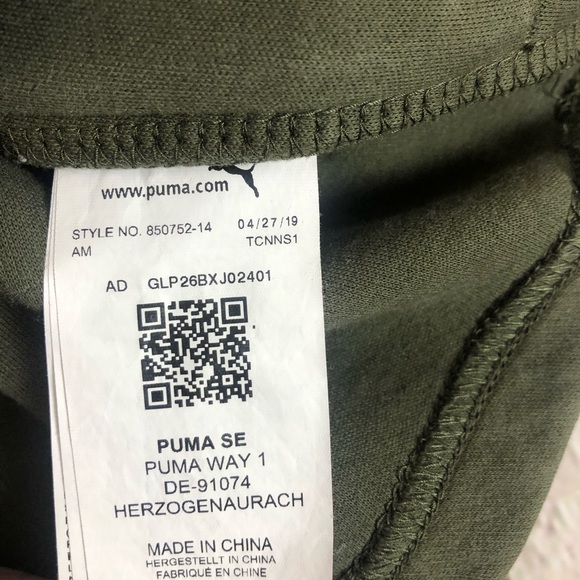 www.puma.com
STYLE NO. 850752-14 04/27/19
AM TCNNS1
AD GLP26BXJ02401
PUMA SE
PUMA WAY 1
DE-91074
HERZOGENAURACH
MADE IN CHINA
HERGESTELLT IN CHINA
FABRIQUÉ EN CHINE